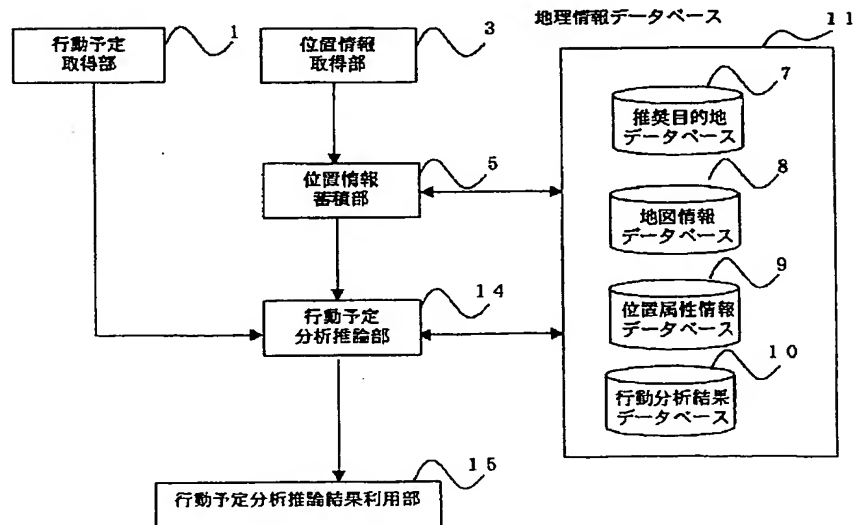 行動予定
取得部
1
位置情報
取得部
3
地理情報データベース
11
推奨目的地
データベース
7
位置情報
蓄積部
5
地図情報
データベース
8
行動予定
分析推論部
14
位置属性情報
データベース
9
行動分析結果
データベース
10
行動予定分析推論結果利用部
15